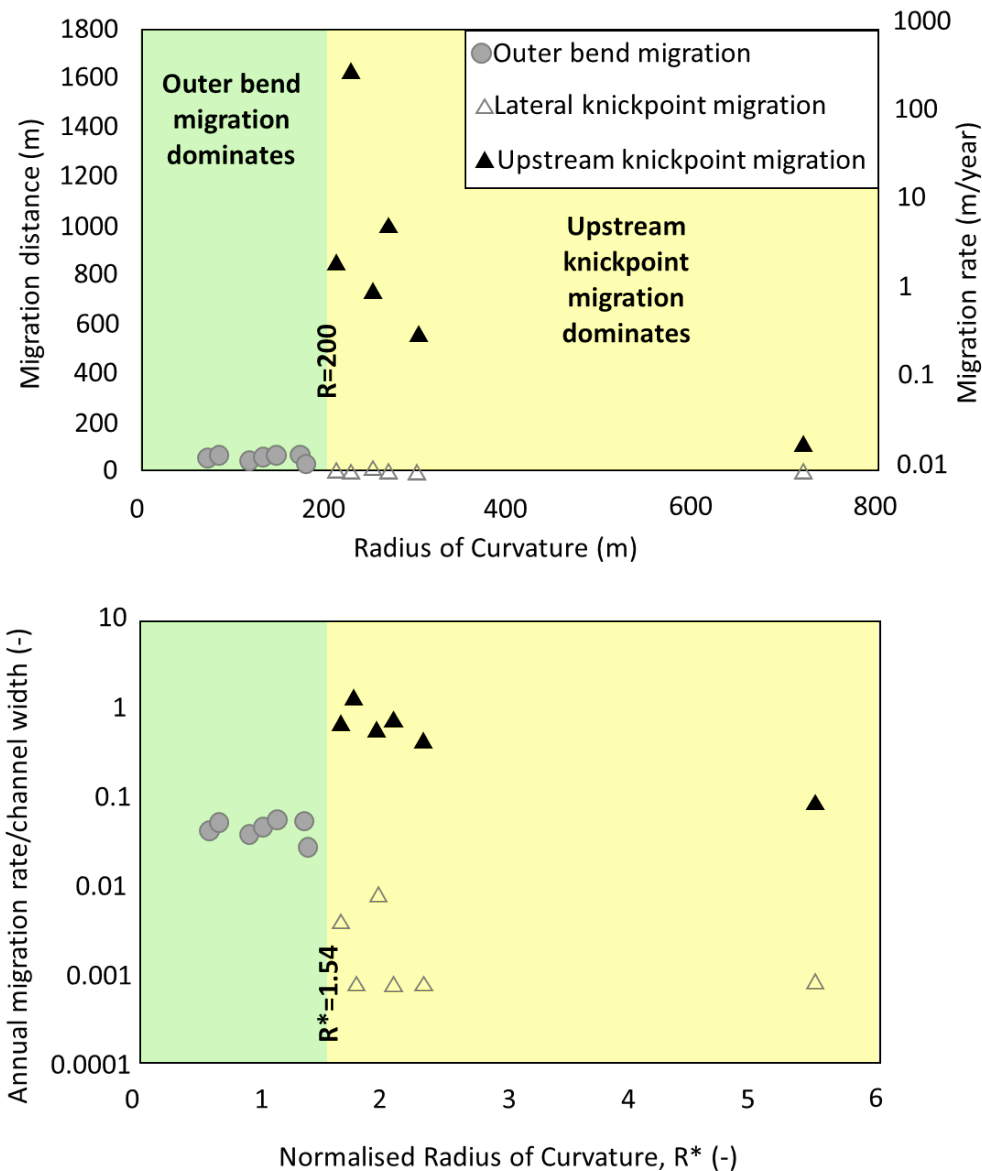 Migration distance (m)
1800
1600
1400
1200
1000
800
600
400
200
0
Outer bend
migration
dominates
R=200
Outer bend migration
Lateral knickpoint migration
Upstream knickpoint migration
Upstream
knickpoint
migration
dominates
1000
100
10
1
0.1
0.01
Migration rate (m/year)
0 200 400 600 800
Radius of Curvature (m)
Annual migration rate/channel width (-)
10
1
0.1
0.01
0.001
0.0001
R*=1.54
0 1 2 3 4 5 6
Normalised Radius of Curvature, R* (-)